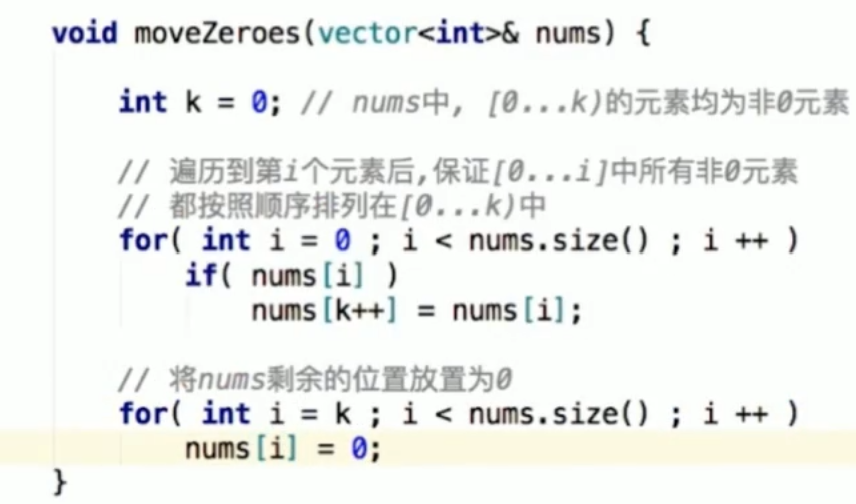 void moveZeroes(vector<int>& nums) {
int k = 0; // nums中, [0...k)的元素均为非0元素
// 遍历到第i个元素后,保证[0...i]中所有非0元素
// 都按照顺序排列在[0...k)中
for( int i = 0 ; i < nums.size() ; i ++ )
if( nums[i] )
nums[k++] = nums[i];
// 将nums剩余的位置放置为0
for( int i = k ; i < nums.size() ; i ++ )
nums[i] = 0;
}